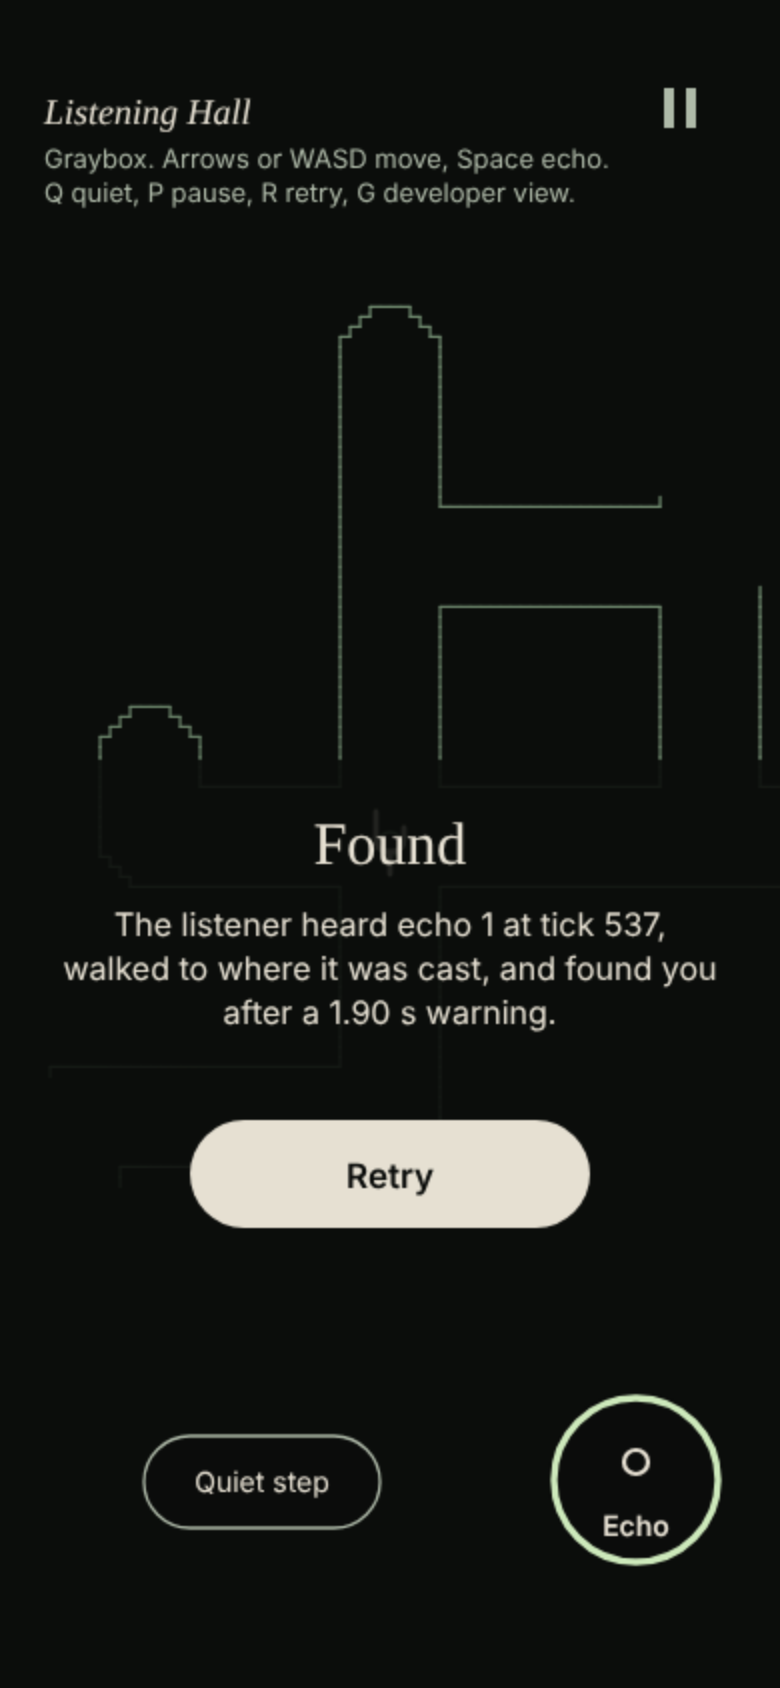 Listening Hall
Graybox. Arrows or WASD move, Space echo.
Q quiet, P pause, R retry, G developer view.
Found
The listener heard echo 1 at tick 537,
walked to where it was cast, and found you
after a 1.90 s warning.
Retry
Quiet step
Echo